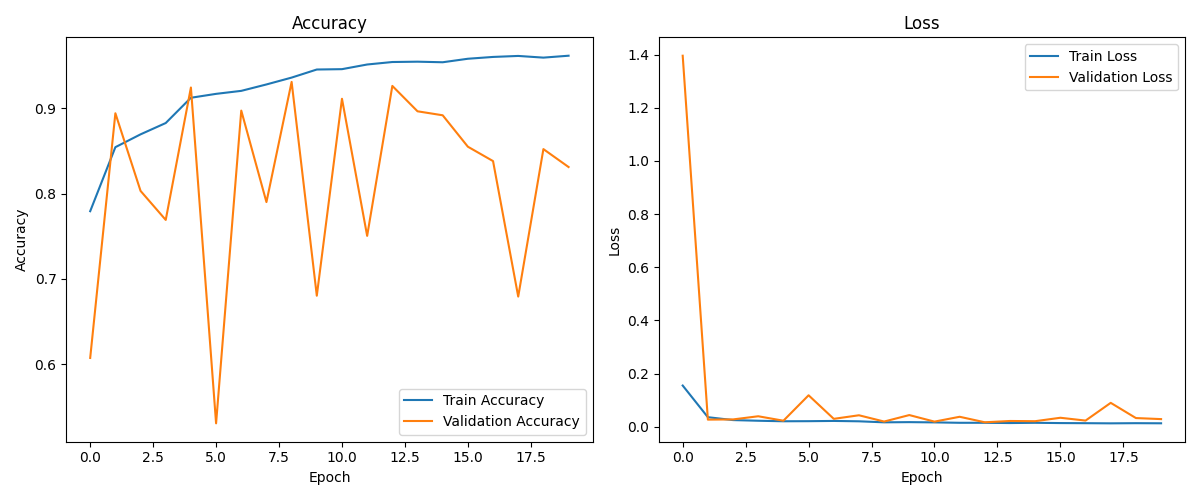 Accuracy
Accuracy
0.9
0.8
0.7
0.6
Train Accuracy
Validation Accuracy
0.0 2.5 5.0 7.5 10.0 12.5 15.0 17.5
Epoch
Loss
Loss
1.4
1.2
1.0
0.8
0.6
0.4
0.2
0.0
Train Loss
Validation Loss
0.0 2.5 5.0 7.5 10.0 12.5 15.0 17.5
Epoch